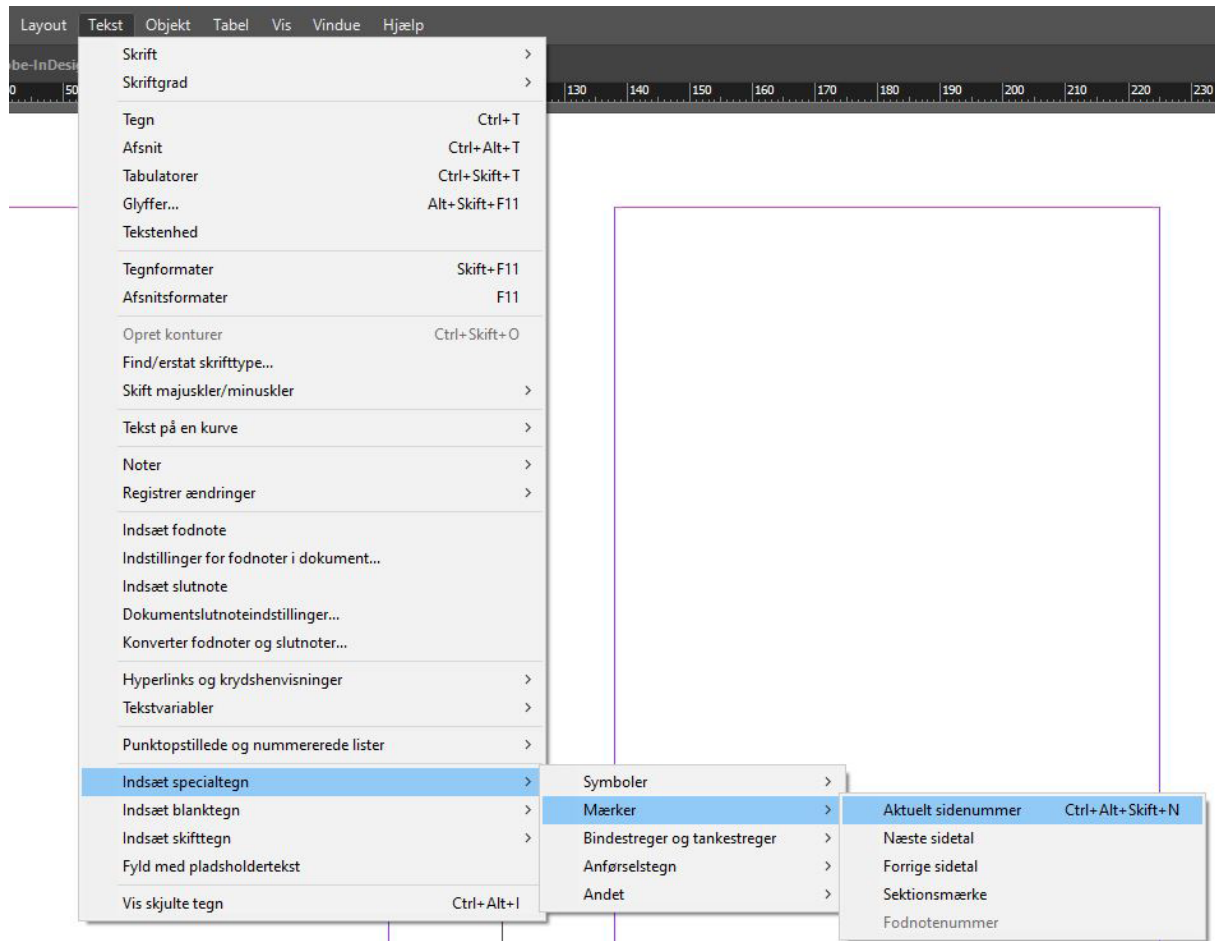 Layout Tekst Objekt Tabel Vis Vindue Hjælp
be-InDesi
0 50 130 140 150 160 170 180 190 200 210 220 230
Skrift
Skriftgrad
Tegn Ctrl+T
Afsnit Ctrl+Alt+T
Tabulatorer Ctrl+Skift+T
Glyffer... Alt+Skift+F11
Tekstenhed
Tegnformater Skift+F11
Afsnitsformater F11
Opret konturer Ctrl+Skift+O
Find/erstat skrifttype...
Skift majuskler/minuskler
Tekst på en kurve
Noter
Registrer ændringer
Indsæt fodnote
Indstillinger for fodnoter i dokument...
Indsæt slutnote
Dokumentslutnoteindstillinger...
Konverter fodnoter og slutnoter...
Hyperlinks og krydshenvisninger
Tekstvariabler
Punktopstillede og nummererede lister
Indsæt specialtegn
Indsæt blanktegn
Indsæt skifttegn
Fyld med pladsholdertekst
Vis skjulte tegn Ctrl+Alt+I
Symboler
Mærker
Bindestreger og tankestreger
Anførselstegn
Andet
Aktuelt sidenummer Ctrl+Alt+Skift+N
Næste sidetal
Forrige sidetal
Sektionsmærke
Fodnotenummer